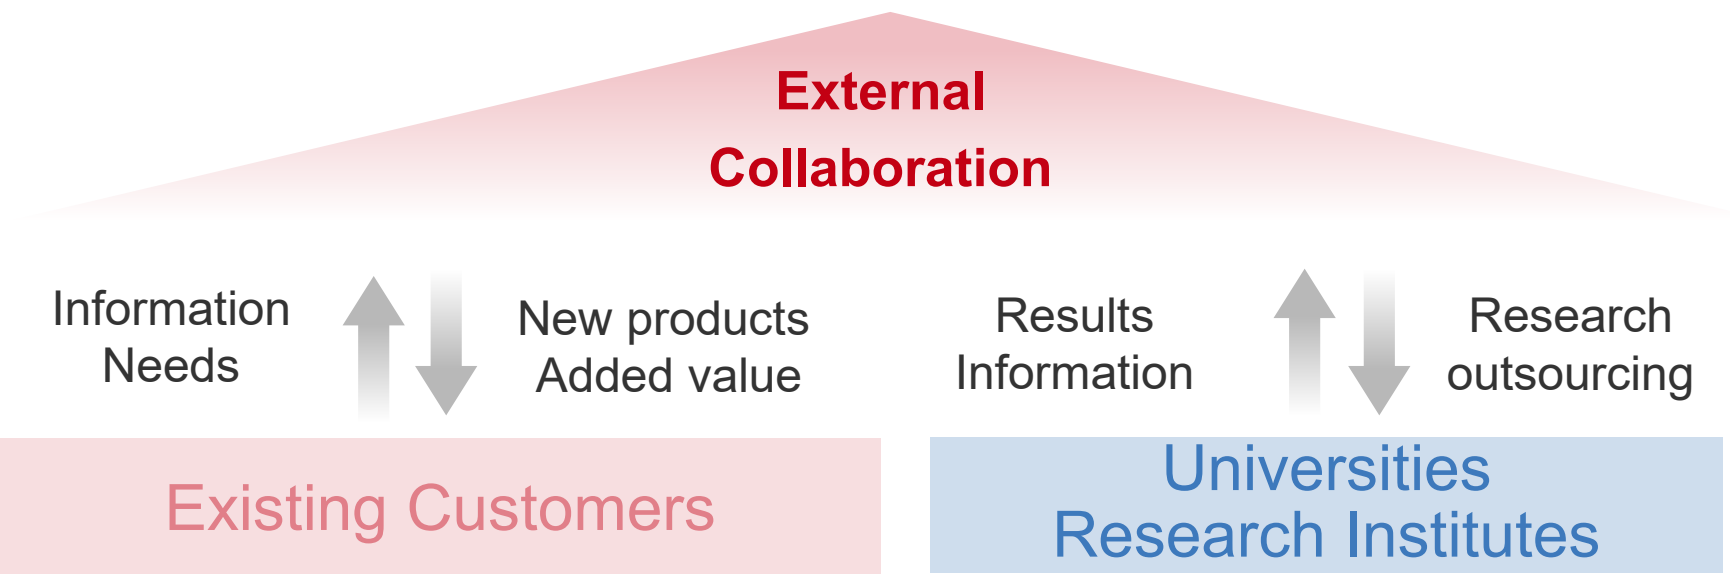 External
Collaboration
Information
Needs
New products
Added value
Results
Information
Research
outsourcing
Existing Customers
Universities
Research Institutes